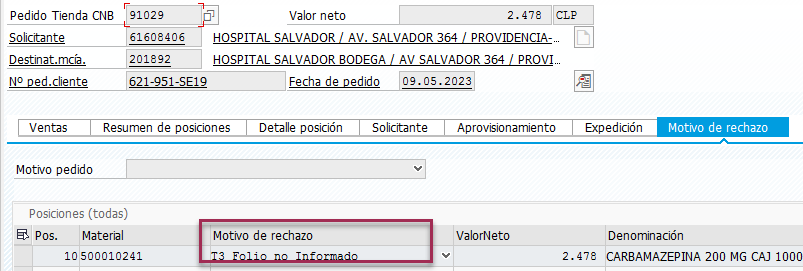 Pedido Tienda CNB 91029 Valor neto 2.478 CLP
Solicitante 61608406 HOSPITAL SALVADOR / AV. SALVADOR 364 / PROVIDENCIA-...
Destinat.mcía. 201892 HOSPITAL SALVADOR BODEGA / AV SALVADOR 364 / PROVI...
Nº ped.cliente 621-951-SE19 Fecha de pedido 09.05.2023
Ventas Resumen de posiciones Detalle posición Solicitante Aprovisionamiento Expedición Motivo de rechazo
Motivo pedido
Posiciones (todas)
Pos. Material Motivo de rechazo ValorNeto Denominación
10 500010241 T3 Folio no Informado 2.478 CARBAMAZEPINA 200 MG CAJ 1000